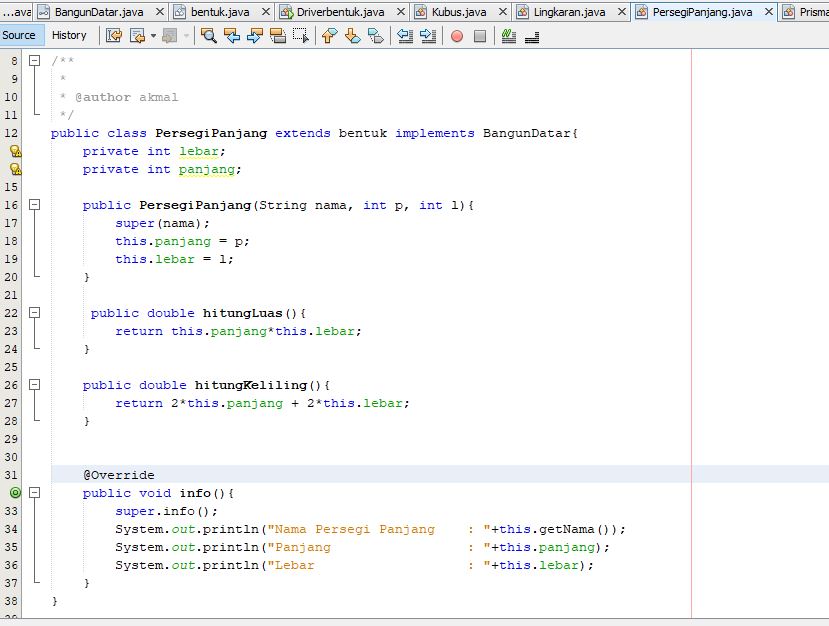 ...ava BangunDatar.java bentuk.java Driverbentuk.java Kubus.java Lingkaran.java PersegiPanjang.java Prisma
Source History
8 /**
9 *
10 * @author akmal
11 */
12 public class PersegiPanjang extends bentuk implements BangunDatar{
private int lebar;
private int panjang;
15
16 public PersegiPanjang(String nama, int p, int l){
17 super(nama);
18 this.panjang = p;
19 this.lebar = l;
20 }
21
22 public double hitungLuas(){
23 return this.panjang*this.lebar;
24 }
25
26 public double hitungKeliling(){
27 return 2*this.panjang + 2*this.lebar;
28 }
29
30
31 @Override
public void info(){
33 super.info();
34 System.out.println("Nama Persegi Panjang    : "+this.getNama());
35 System.out.println("Panjang                 : "+this.panjang);
36 System.out.println("Lebar                   : "+this.lebar);
37 }
38 }